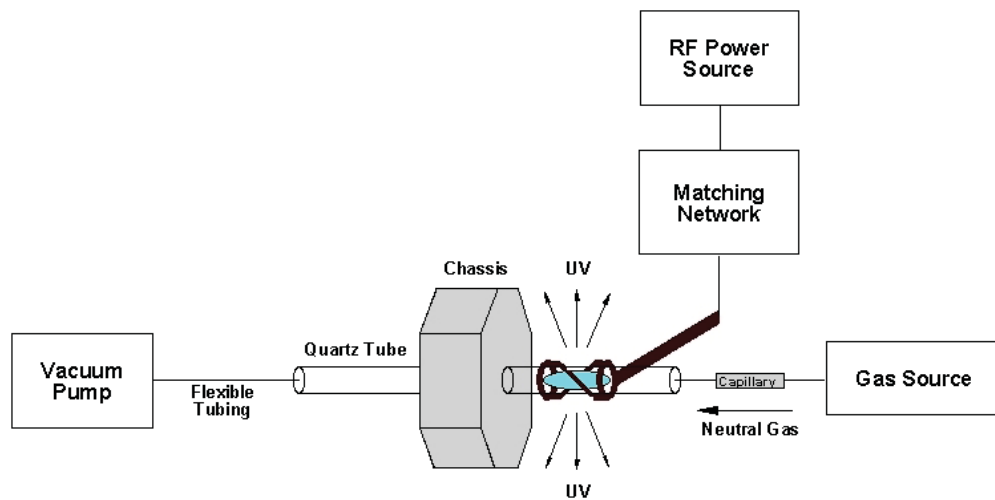 RF Power
Source
Matching
Network
Chassis
UV
Quartz Tube
Vacuum
Pump
Flexible
Tubing
Capillary
Gas Source
Neutral Gas
UV